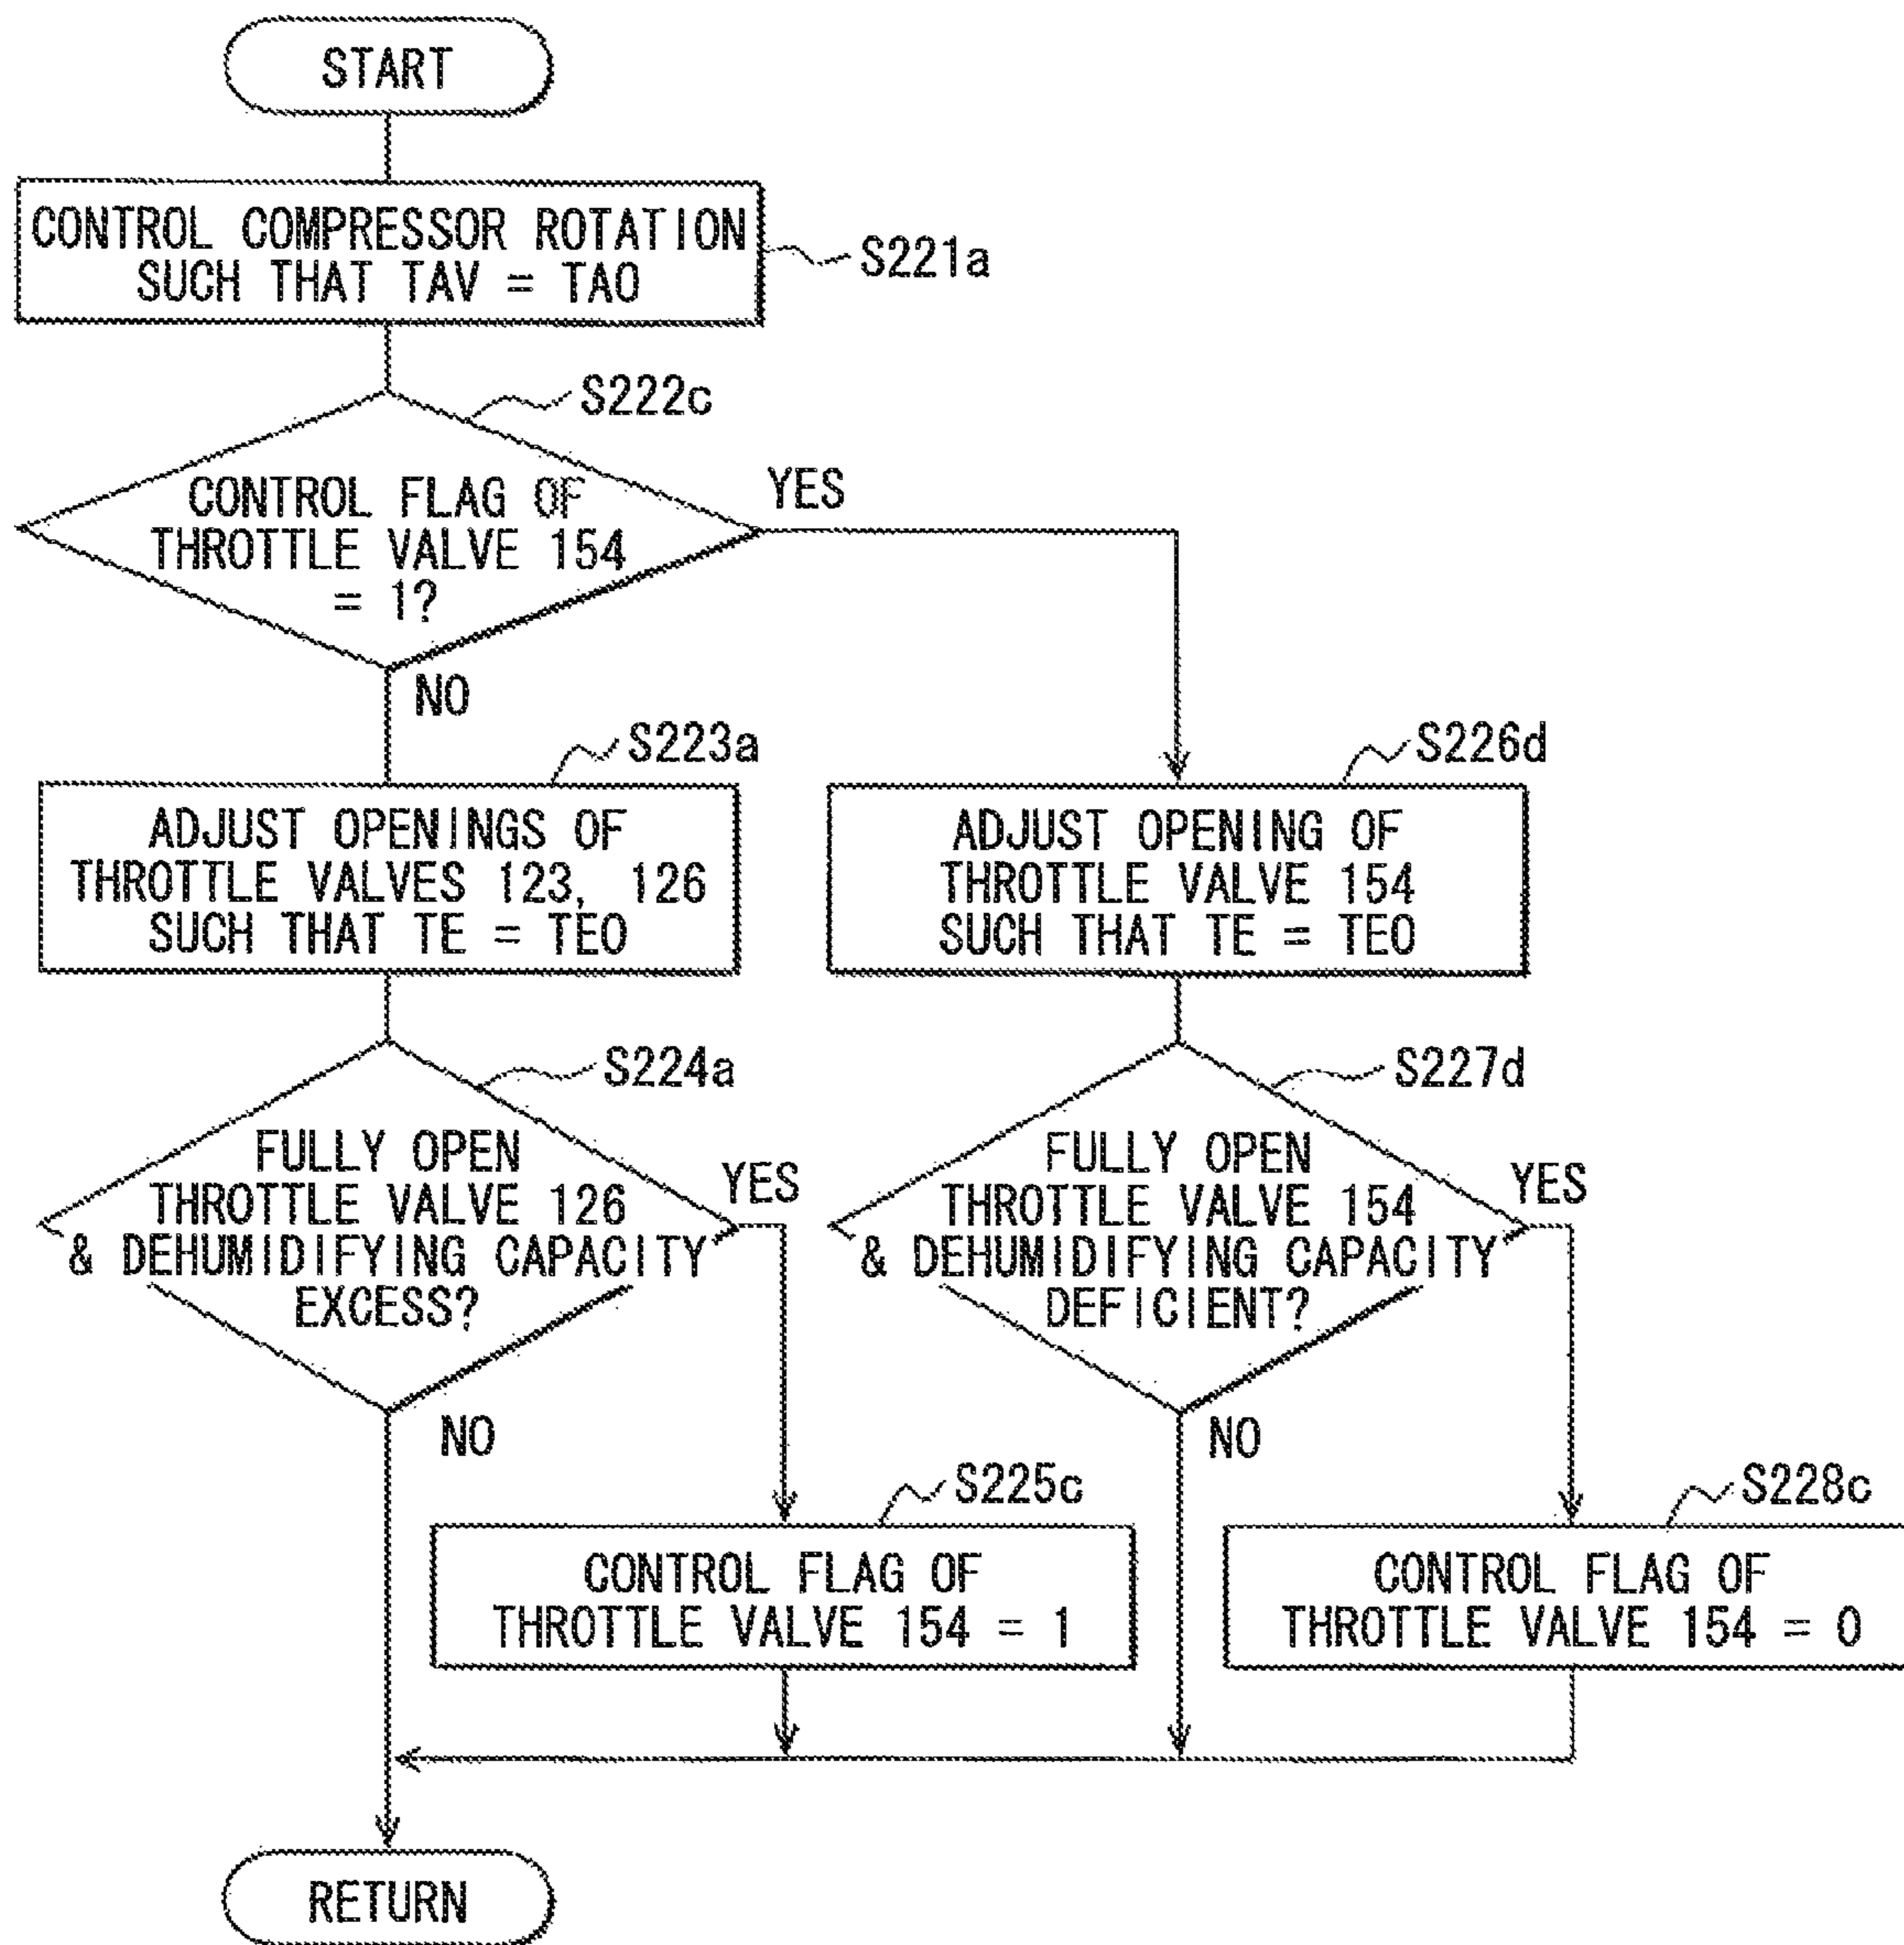 START
CONTROL COMPRESSOR ROTATION
SUCH THAT TAV = TAO
S221a
S222c
CONTROL FLAG OF
THROTTLE VALVE 154
= 1?
YES
NO
S223a
ADJUST OPENINGS OF
THROTTLE VALVES 123, 126
SUCH THAT TE = TEO
S226d
ADJUST OPENING OF
THROTTLE VALVE 154
SUCH THAT TE = TEO
S224a
FULLY OPEN
THROTTLE VALVE 126
& DEHUMIDIFYING CAPACITY
EXCESS?
YES
NO
S227d
FULLY OPEN
THROTTLE VALVE 154
& DEHUMIDIFYING CAPACITY
DEFICIENT?
YES
NO
S225c
CONTROL FLAG OF
THROTTLE VALVE 154 = 1
S228c
CONTROL FLAG OF
THROTTLE VALVE 154 = 0
RETURN